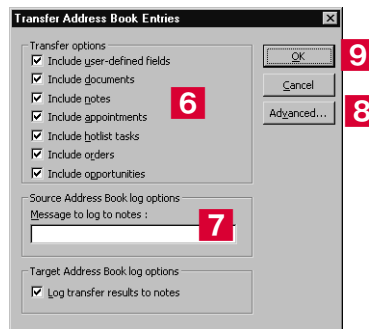 Transfer Address Book Entries
Transfer options
Include user-defined fields
Include documents
Include notes
Include appointments
Include hotlist tasks
Include orders
Include opportunities
6
OK
9
Cancel
Advanced...
8
Source Address Book log options
Message to log to notes :
7
Target Address Book log options
Log transfer results to notes